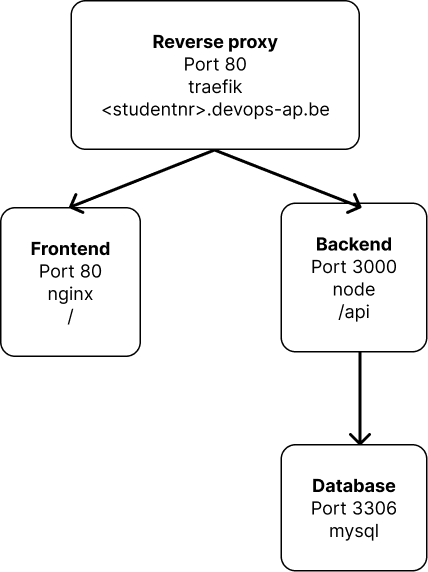 Reverse proxy
Port 80
traefik
<studentnr>.devops-ap.be
Frontend
Port 80
nginx
/
Backend
Port 3000
node
/api
Database
Port 3306
mysql